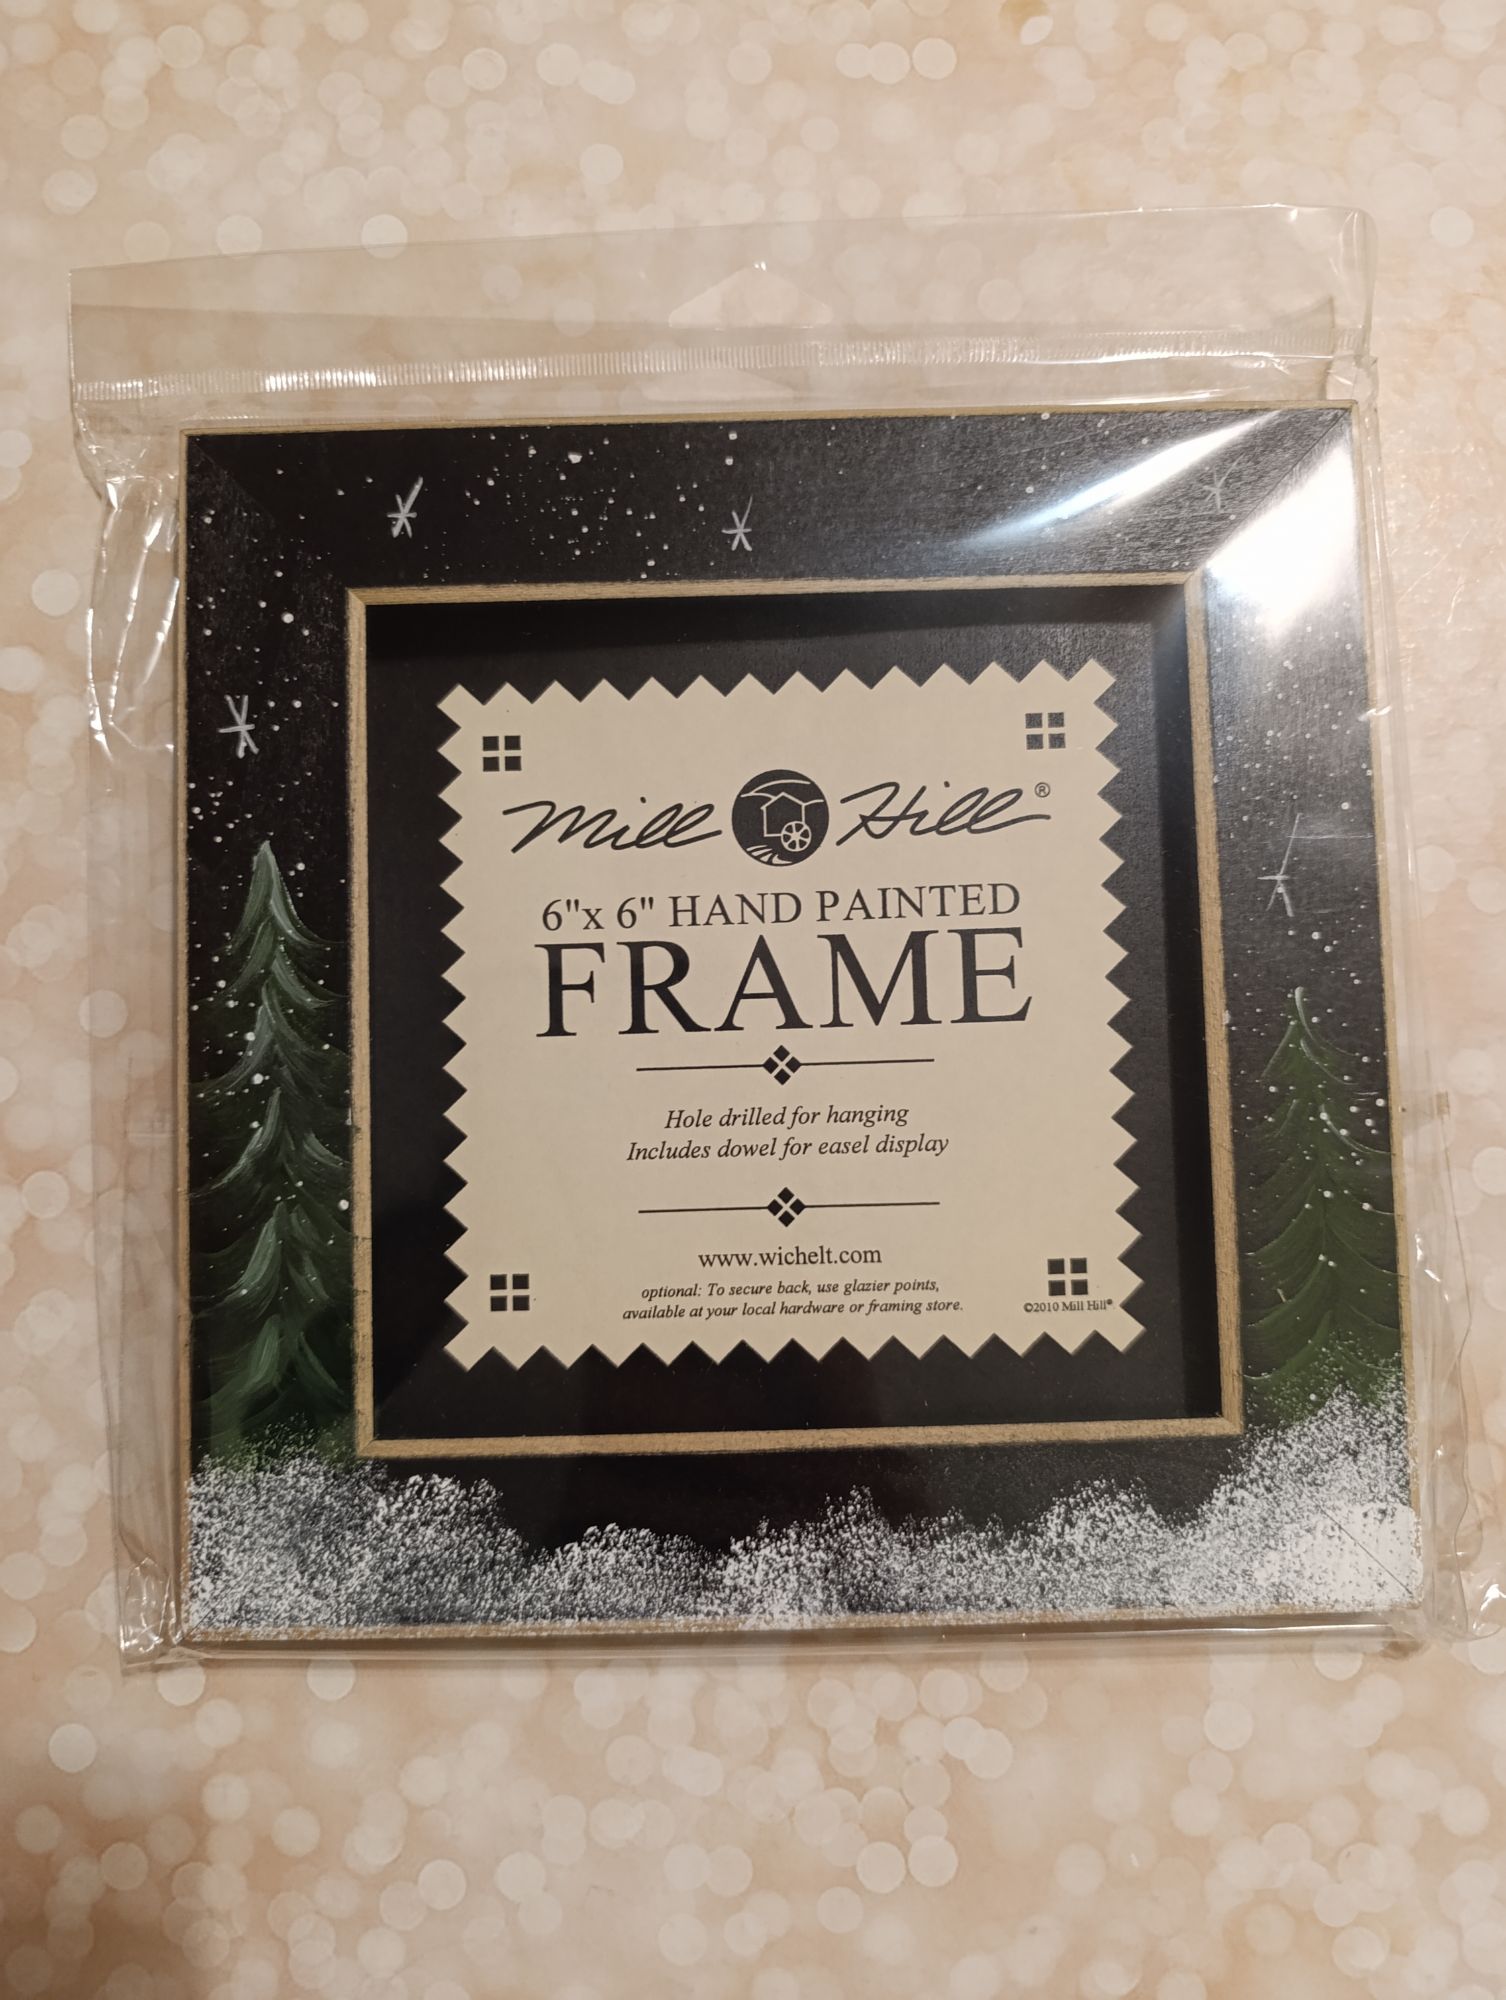 Mill Hill®
6"x 6" HAND PAINTED
FRAME
Hole drilled for hanging
Includes dowel for easel display
www.wichelt.com
optional: To secure back, use glazier points,
available at your local hardware or framing store.
©2010 Mill Hill®